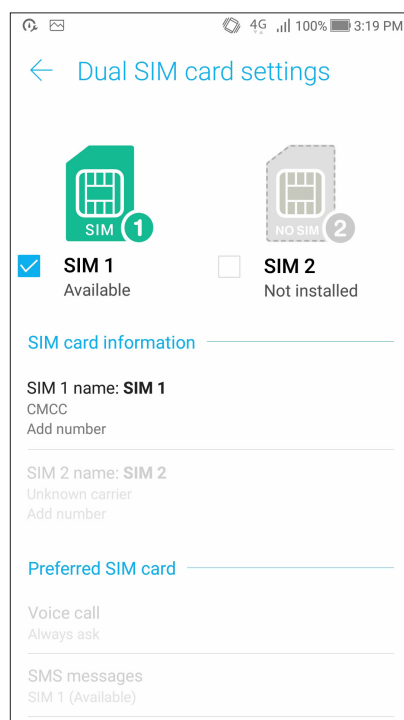 4G 100% 3:19 PM
Dual SIM card settings
SIM 1
NO SIM 2
SIM 1
Available
SIM 2
Not installed
SIM card information
SIM 1 name: SIM 1
CMCC
Add number
SIM 2 name: SIM 2
Unknown carrier
Add number
Preferred SIM card
Voice call
Always ask
SMS messages
SIM 1 (Available)